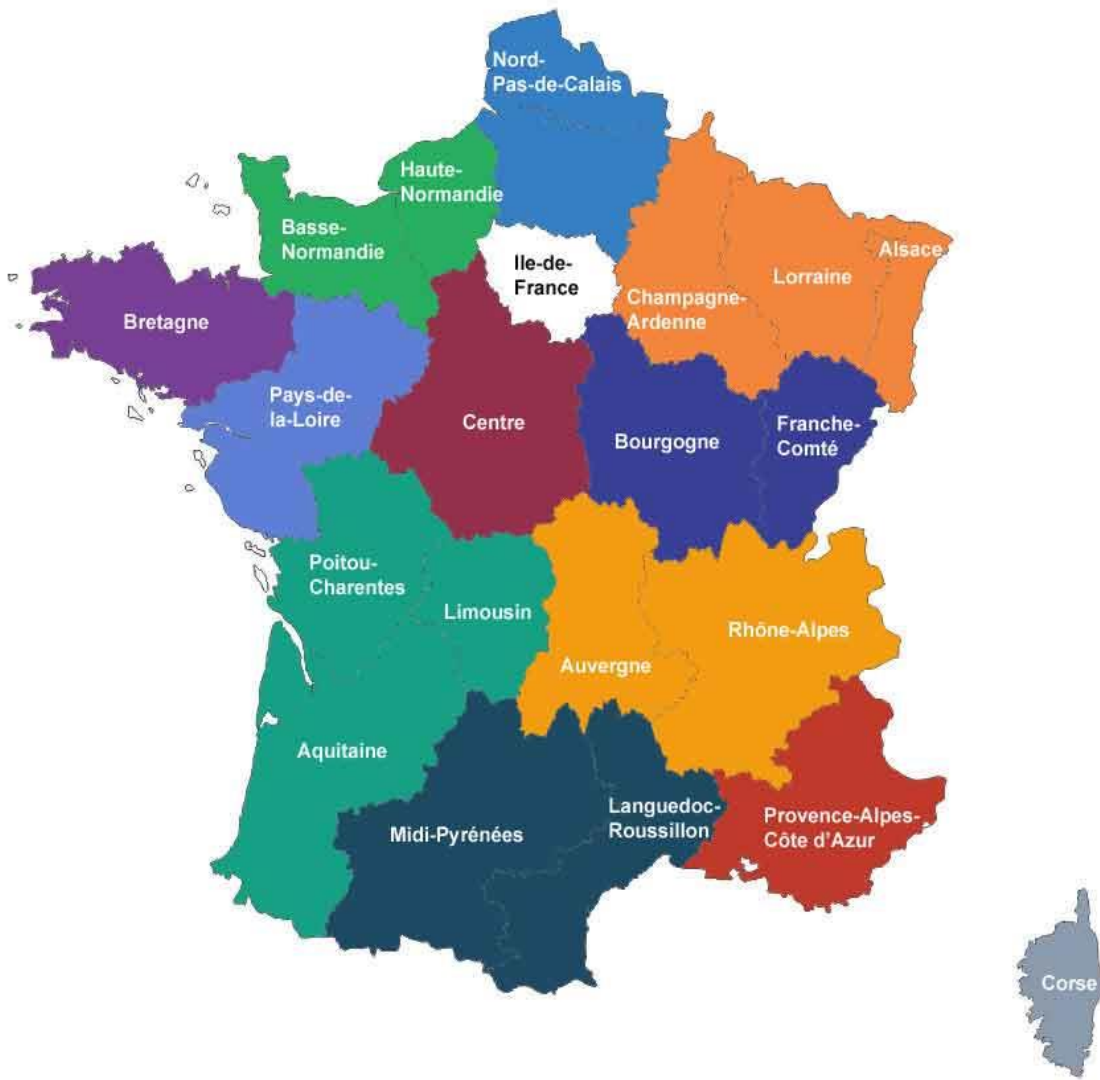 Nord-
Pas-de-Calais
Haute-
Normandie
Basse-
Normandie
Ile-de-
France
Alsace
Lorraine
Champagne-
Ardenne
Bretagne
Pays-de-
la-Loire
Centre
Bourgogne
Franche-
Comté
Poitou-
Charentes
Limousin
Rhône-Alpes
Auvergne
Aquitaine
Languedoc-
Roussillon
Midi-Pyrénées
Provence-Alpes-
Côte d'Azur
Corse